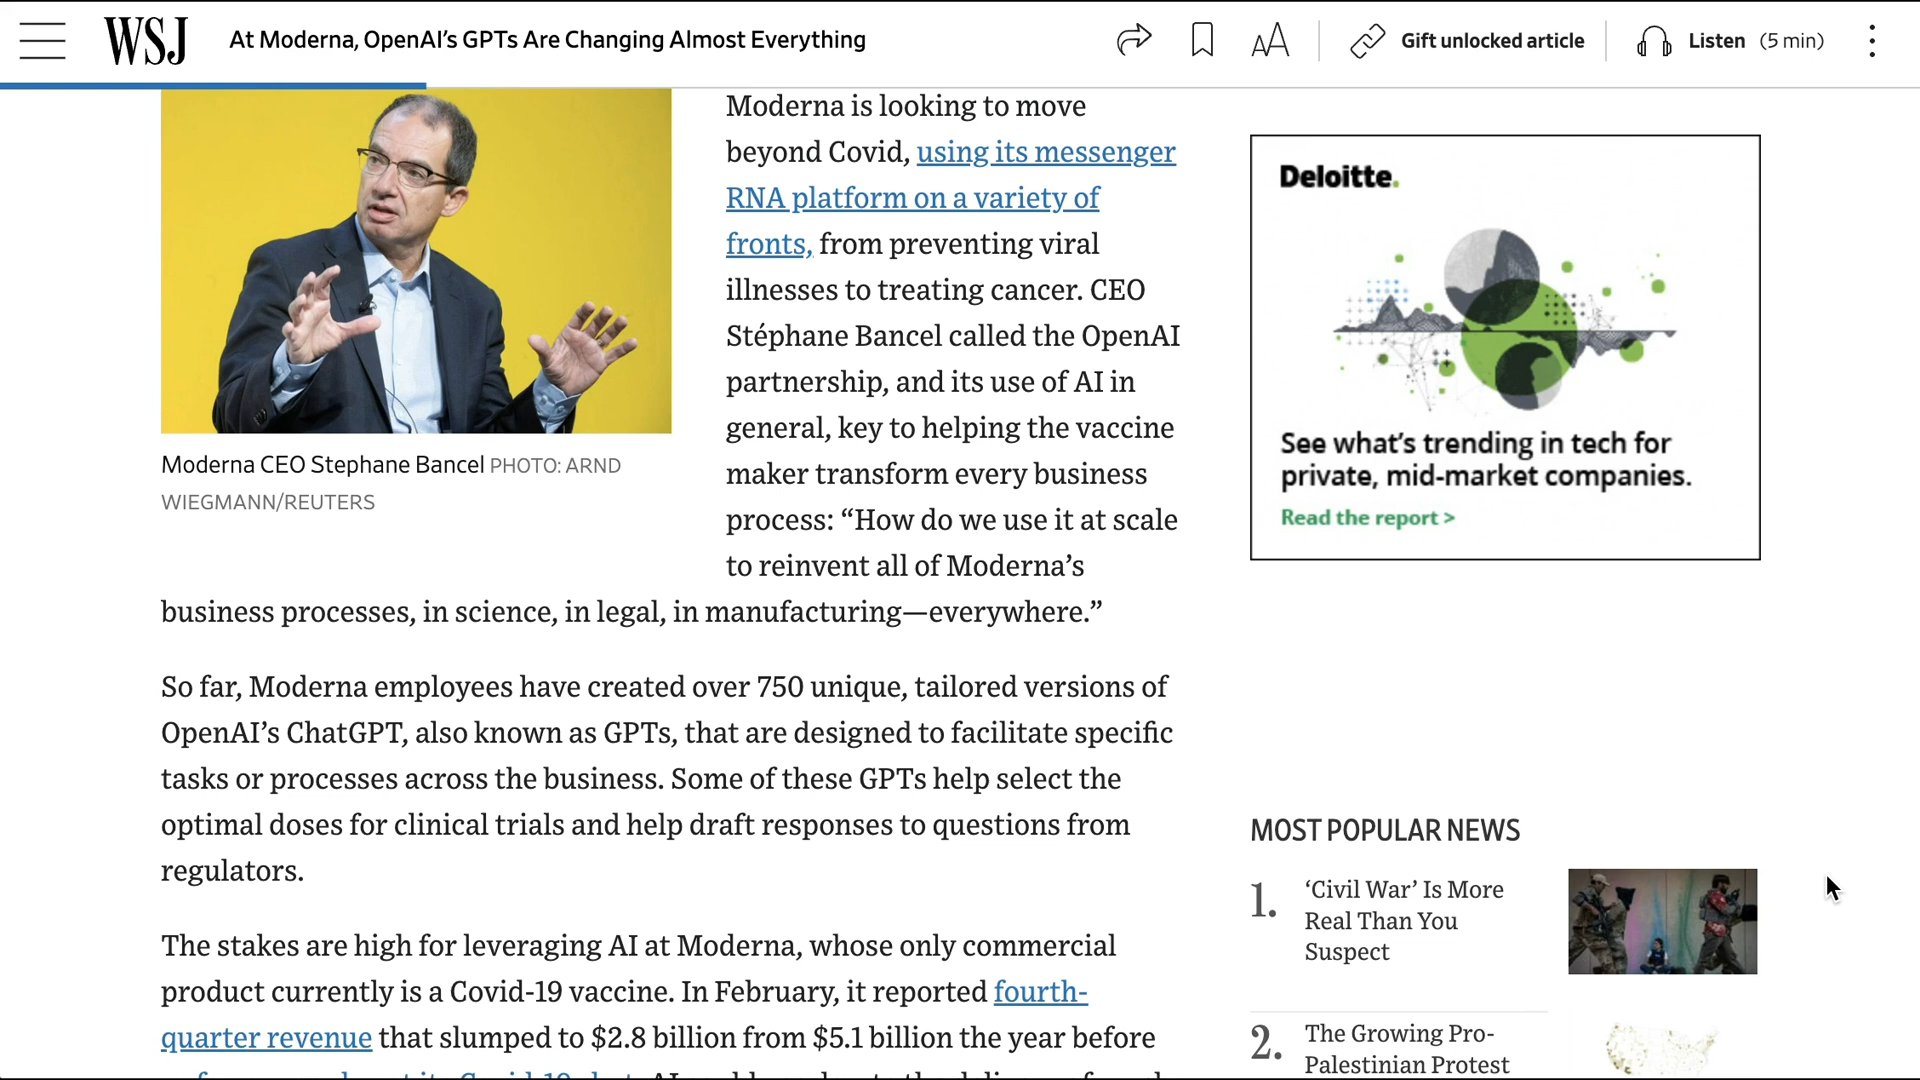 WSJ
At Moderna, OpenAI’s GPTs Are Changing Almost Everything
AA
Gift unlocked article
Listen (5 min)
Moderna CEO Stephane Bancel PHOTO: ARND
WIEGMANN/REUTERS
Moderna is looking to move
beyond Covid, using its messenger
RNA platform on a variety of
fronts, from preventing viral
illnesses to treating cancer. CEO
Stéphane Bancel called the OpenAI
partnership, and its use of AI in
general, key to helping the vaccine
maker transform every business
process: “How do we use it at scale
to reinvent all of Moderna’s
business processes, in science, in legal, in manufacturing—everywhere.”
So far, Moderna employees have created over 750 unique, tailored versions of
OpenAI’s ChatGPT, also known as GPTs, that are designed to facilitate specific
tasks or processes across the business. Some of these GPTs help select the
optimal doses for clinical trials and help draft responses to questions from
regulators.
The stakes are high for leveraging AI at Moderna, whose only commercial
product currently is a Covid-19 vaccine. In February, it reported fourth-
quarter revenue that slumped to $2.8 billion from $5.1 billion the year before
Deloitte.
See what’s trending in tech for
private, mid-market companies.
Read the report >
MOST POPULAR NEWS
1. ‘Civil War’ Is More
Real Than You
Suspect
2. The Growing Pro-
Palestinian Protest